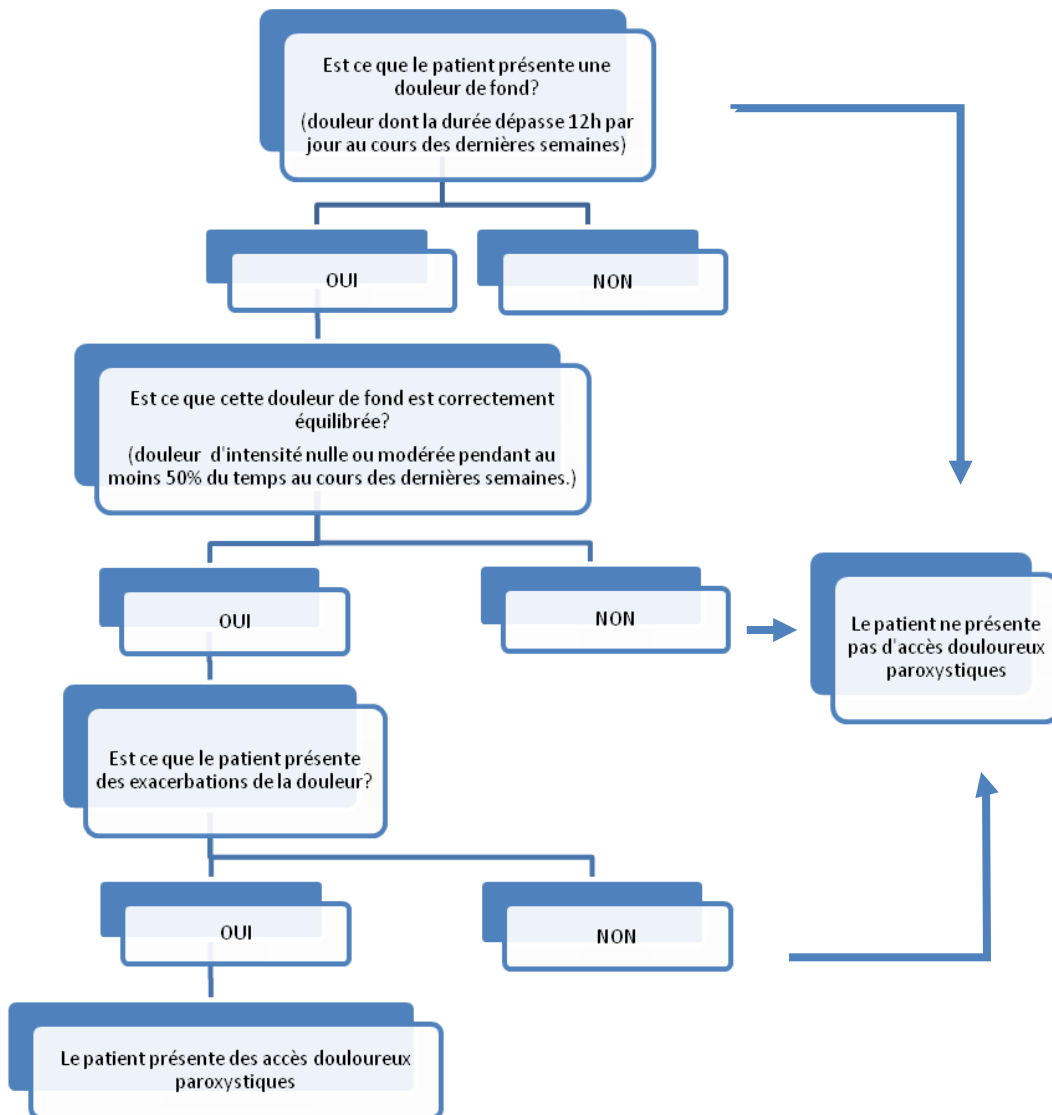 Est ce que le patient présente une
douleur de fond?
(douleur dont la durée dépasse 12h par
jour au cours des dernières semaines)
OUI
NON
Est ce que cette douleur de fond est correctement
équilibrée?
(douleur d'intensité nulle ou modérée pendant au
moins 50% du temps au cours des dernières semaines.)
OUI
NON
Le patient ne présente
pas d'accès douloureux
paroxystiques
Est ce que le patient présente
des exacerbations de la douleur?
OUI
NON
Le patient présente des accès douloureux
paroxystiques